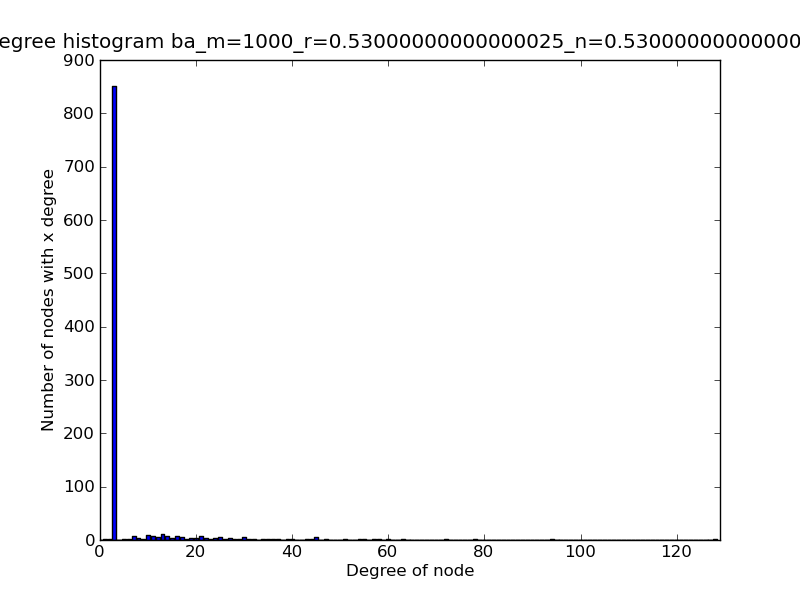 egree histogram ba_m=1000_r=0.53000000000000025_n=0.53000000000000
900
800
700
600
500
400
300
200
100
0
0 20 40 60 80 100 120
Number of nodes with x degree
Degree of node